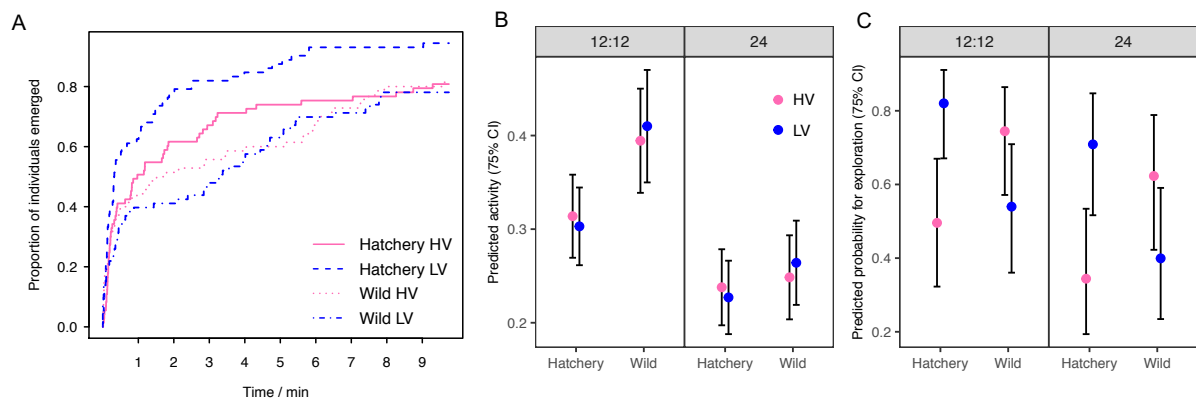 A
Proportion of individuals emerged
0.8
0.6
0.4
0.2
0.0
1 2 3 4 5 6 7 8 9
Time / min
Hatchery HV
Hatchery LV
Wild HV
Wild LV
B
12:12 24
Predicted activity (75% CI)
0.4
0.3
0.2
HV
LV
Hatchery Wild Hatchery Wild
C
12:12 24
Predicted probability for exploration (75% CI)
0.8
0.6
0.4
0.2
Hatchery Wild Hatchery Wild